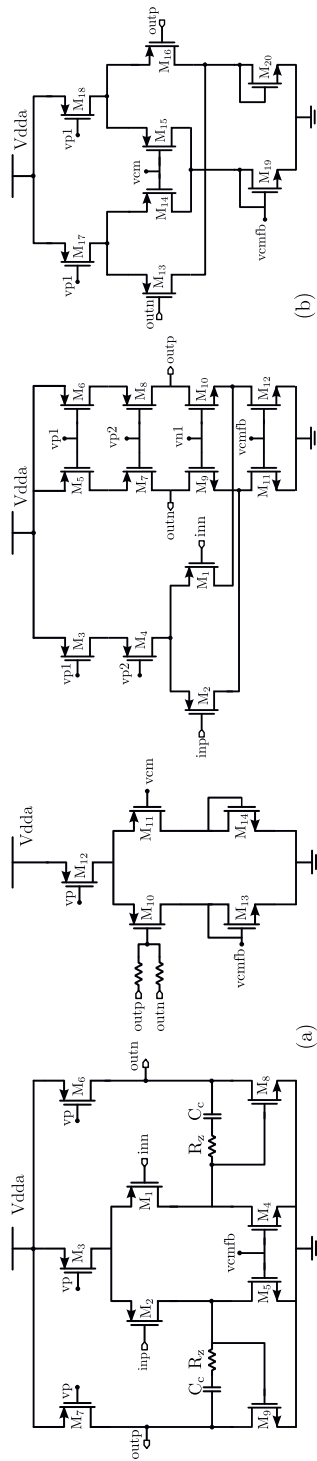 Vdda
vp
M7
vp
M3
vp
M6
outp
outn
inp
M2
M1
inn
Cc
Rz
Rz
Cc
vcmfb
M9
M5
M4
M8
Vdda
vp
M12
outp
outn
M10
M11
vcm
vcmfb
M13
M14
(a)
Vdda
vp1
M3
M5
vp1
M6
vp2
M4
M7
vp2
M8
outn
outp
inp
M2
M1
inn
M9
vn1
M10
M11
vcmfb
M12
Vdda
vp1
M17
vp1
M18
outn
M13
M14
vcm
M15
M16
outp
vcmfb
M19
M20
(b)